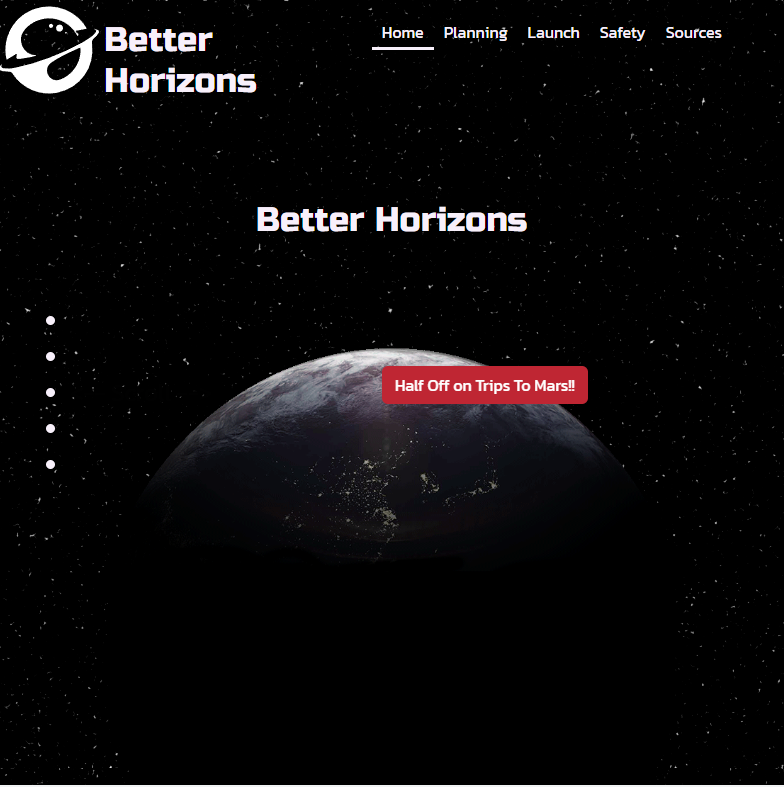 Better
Horizons
Home Planning Launch Safety Sources
Better Horizons
Half Off on Trips To Mars!!